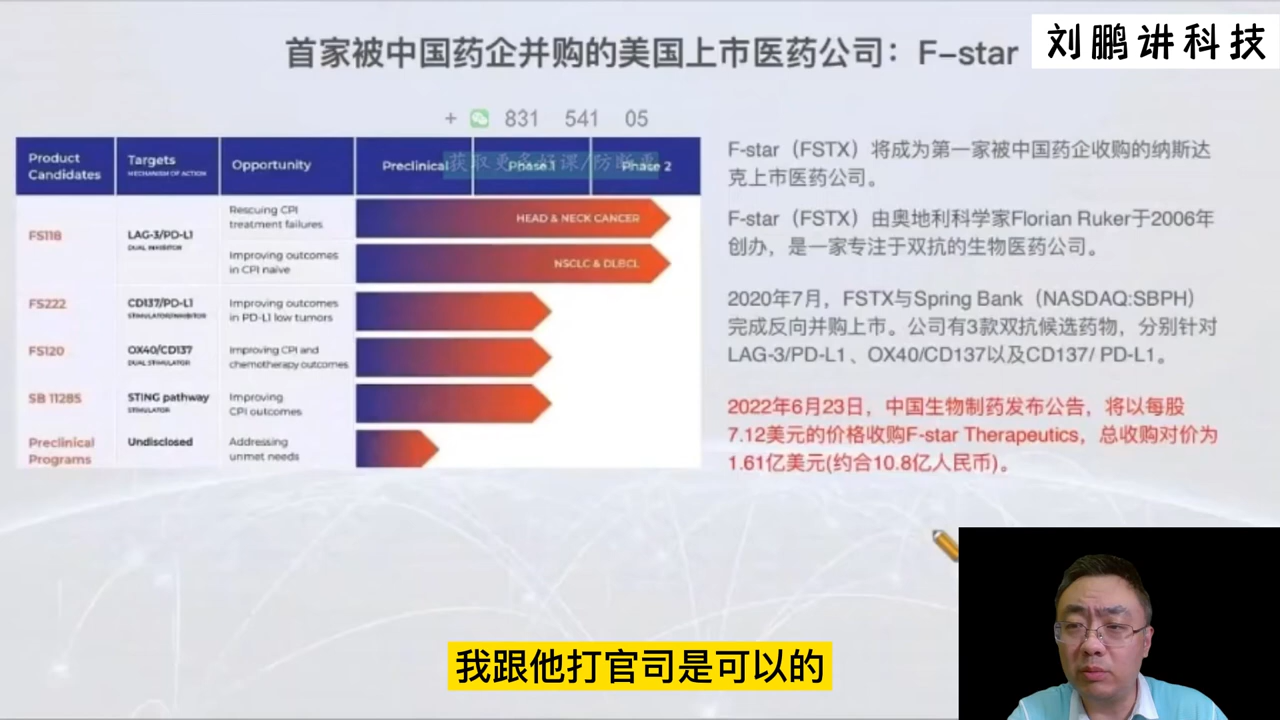 首家被中国药企并购的美国上市医药公司：F-star
刘鹏讲科技
+ 831 541 05
Product Candidates
Targets
MECHANISM OF ACTION
Opportunity
Preclinical
Phase 1
Phase 2
获取更多好课/防断更
FS118
LAG-3/PD-L1
DUAL INHIBITOR
Rescuing CPI
treatment failures
HEAD & NECK CANCER
Improving outcomes
in CPI naïve
NSCLC & DLBCL
FS222
CD137/PD-L1
STIMULATOR/INHIBITOR
Improving outcomes
in PD-L1 low tumors
FS120
OX40/CD137
DUAL STIMULATOR
Improving CPI and
chemotherapy outcomes
SB 11285
STING pathway
STIMULATOR
Improving
CPI outcomes
Preclinical
Programs
Undisclosed
Addressing
unmet needs
F-star（FSTX）将成为第一家被中国药企收购的纳斯达
克上市医药公司。
F-star（FSTX）由奥地利科学家Florian Ruker于2006年
创办，是一家专注于双抗的生物医药公司。
2020年7月，FSTX与Spring Bank（NASDAQ:SBPH）
完成反向并购上市。公司有3款双抗候选药物，分别针对
LAG-3/PD-L1、OX40/CD137以及CD137/ PD-L1。
2022年6月23日，中国生物制药发布公告，将以每股
7.12美元的价格收购F-star Therapeutics，总收购对价为
1.61亿美元(约合10.8亿人民币)。
我跟他打官司是可以的